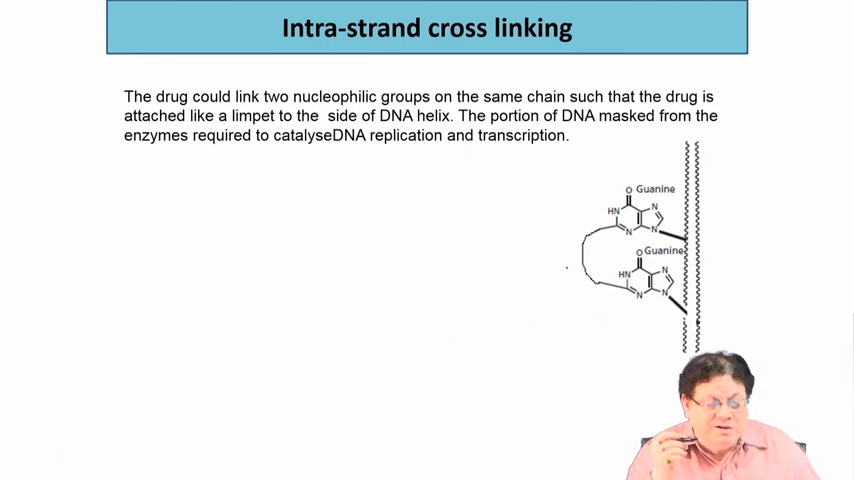 Intra-strand cross linking
The drug could link two nucleophilic groups on the same chain such that the drug is
attached like a limpet to the side of DNA helix. The portion of DNA masked from the
enzymes required to catalyseDNA replication and transcription.
O Guanine
HN N
N N
O Guanine
HN N
N N